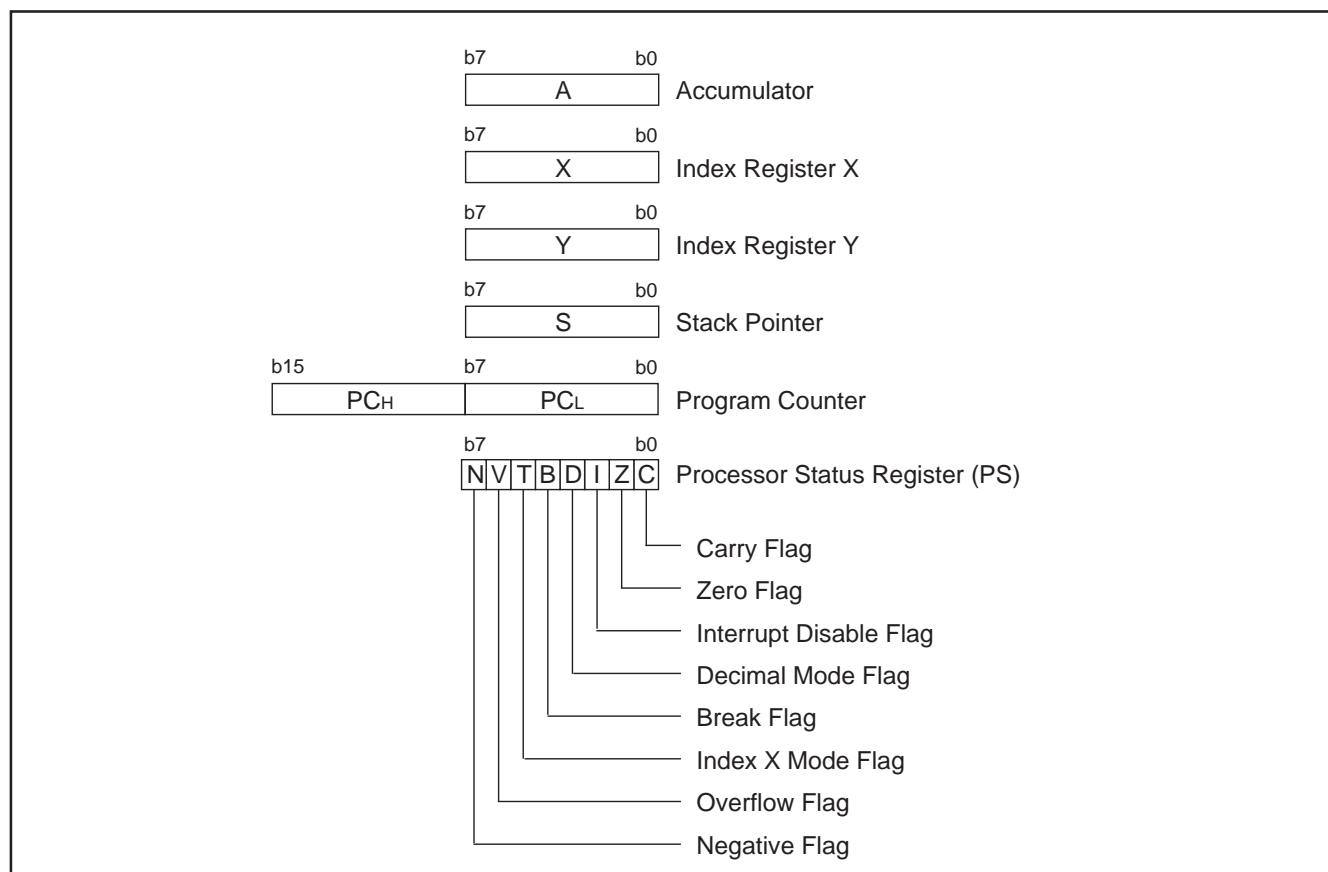 b7 b0
A Accumulator
b7 b0
X Index Register X
b7 b0
Y Index Register Y
b7 b0
S Stack Pointer
b15 b7 b0
PCH PCL Program Counter
b7 b0
N V T B D I Z C Processor Status Register (PS)
Carry Flag
Zero Flag
Interrupt Disable Flag
Decimal Mode Flag
Break Flag
Index X Mode Flag
Overflow Flag
Negative Flag